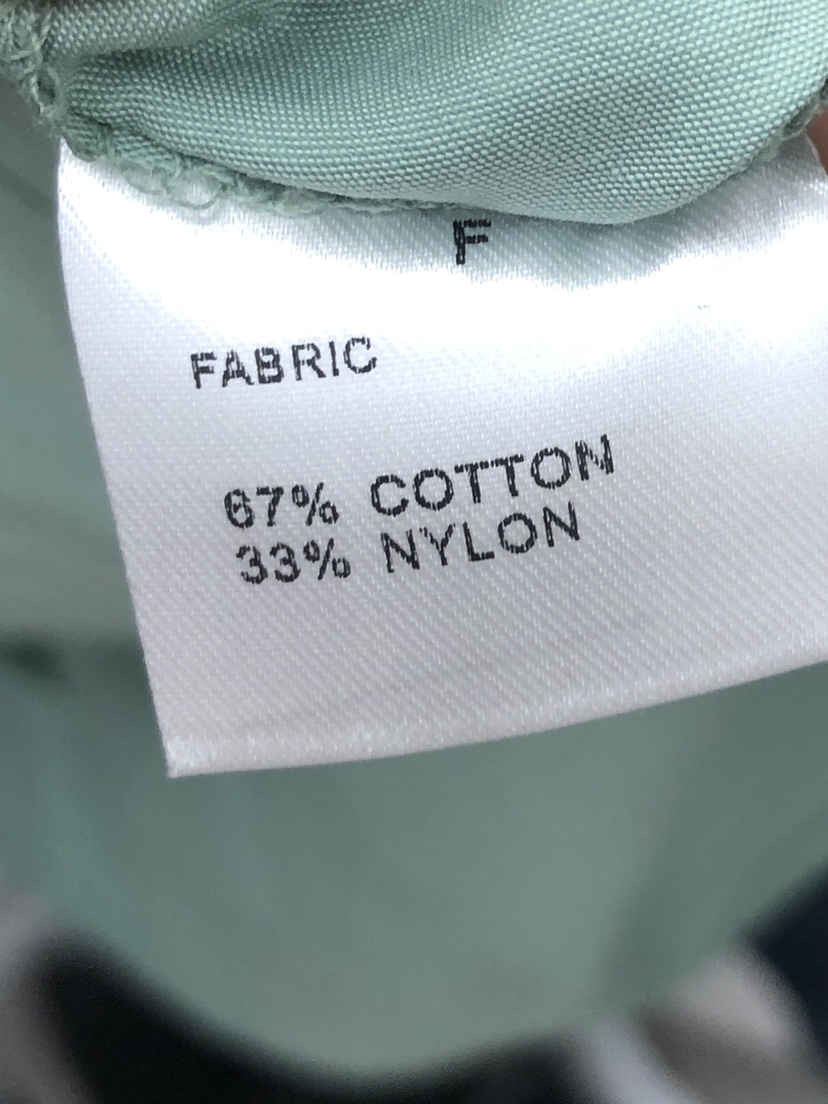 F
FABRIC
67% COTTON
33% NYLON